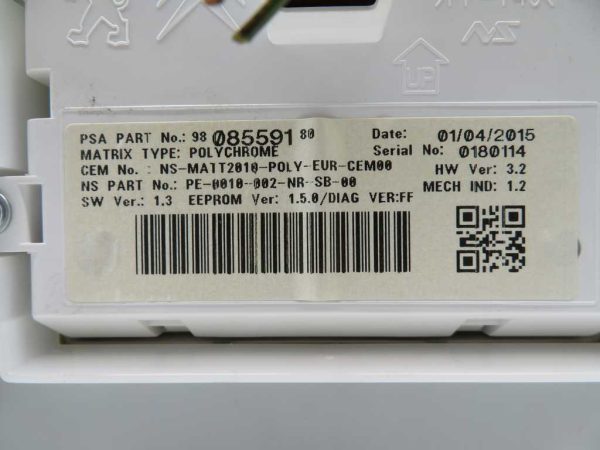 UP
NS
PSA PART No.: 98 085591 80 Date: 01/04/2015
MATRIX TYPE: POLYCHROME Serial No: 0180114
CEM No. : NS-MATT2010-POLY-EUR-CEM00 HW Ver: 3.2
NS PART No.: PE-0010-002-NR-SB-00 MECH IND: 1.2
SW Ver.: 1.3 EEPROM Ver: 1.5.0/DIAG VER:FF